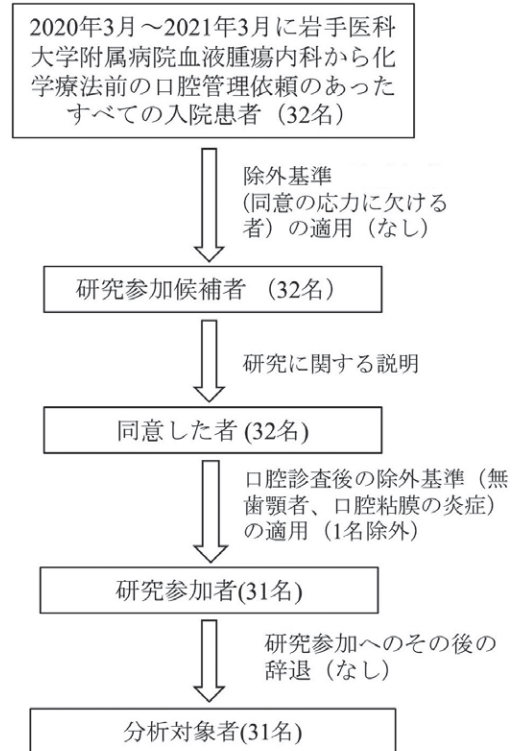 2020年3月～2021年3月に岩手医科
大学附属病院血液腫瘍内科から化
学療法前の口腔管理依頼のあった
すべての入院患者（32名）
除外基準
(同意の応力に欠ける
者）の適用（なし）
研究参加候補者 （32名）
研究に関する説明
同意した者 (32名)
口腔診査後の除外基準（無
歯顎者、口腔粘膜の炎症）
の適用（1名除外）
研究参加者(31名)
研究参加へのその後の
辞退（なし）
分析対象者(31名)